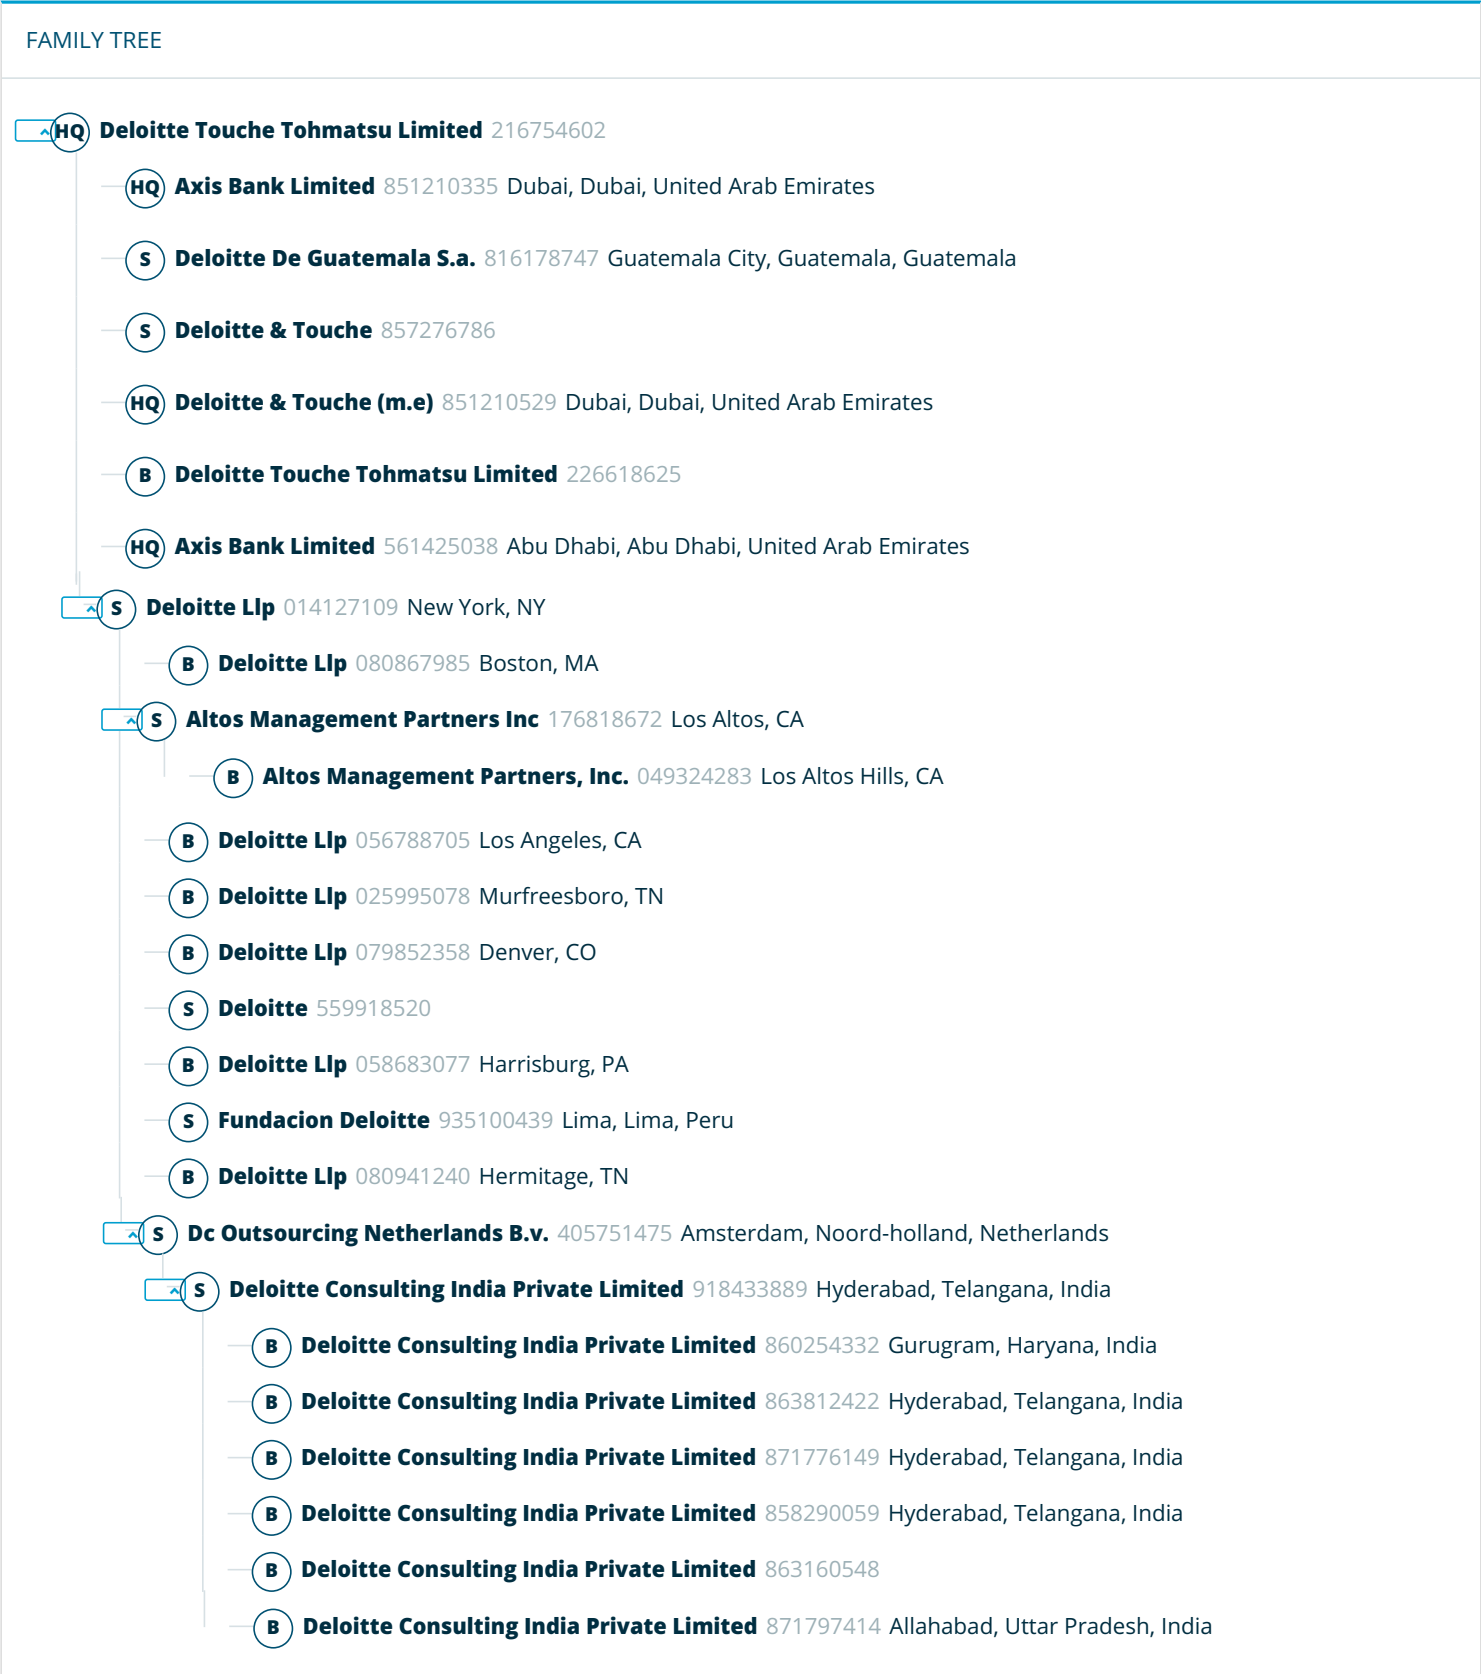 FAMILY TREE
HQ Deloitte Touche Tohmatsu Limited 216754602
HQ Axis Bank Limited 851210335 Dubai, Dubai, United Arab Emirates
S Deloitte De Guatemala S.a. 816178747 Guatemala City, Guatemala, Guatemala
S Deloitte & Touche 857276786
HQ Deloitte & Touche (m.e) 851210529 Dubai, Dubai, United Arab Emirates
B Deloitte Touche Tohmatsu Limited 226618625
HQ Axis Bank Limited 561425038 Abu Dhabi, Abu Dhabi, United Arab Emirates
S Deloitte Llp 014127109 New York, NY
B Deloitte Llp 080867985 Boston, MA
S Altos Management Partners Inc 176818672 Los Altos, CA
B Altos Management Partners, Inc. 049324283 Los Altos Hills, CA
B Deloitte Llp 056788705 Los Angeles, CA
B Deloitte Llp 025995078 Murfreesboro, TN
B Deloitte Llp 079852358 Denver, CO
S Deloitte 559918520
B Deloitte Llp 058683077 Harrisburg, PA
S Fundacion Deloitte 935100439 Lima, Lima, Peru
B Deloitte Llp 080941240 Hermitage, TN
S Dc Outsourcing Netherlands B.v. 405751475 Amsterdam, Noord-holland, Netherlands
S Deloitte Consulting India Private Limited 918433889 Hyderabad, Telangana, India
B Deloitte Consulting India Private Limited 860254332 Gurugram, Haryana, India
B Deloitte Consulting India Private Limited 863812422 Hyderabad, Telangana, India
B Deloitte Consulting India Private Limited 871776149 Hyderabad, Telangana, India
B Deloitte Consulting India Private Limited 858290059 Hyderabad, Telangana, India
B Deloitte Consulting India Private Limited 863160548
B Deloitte Consulting India Private Limited 871797414 Allahabad, Uttar Pradesh, India